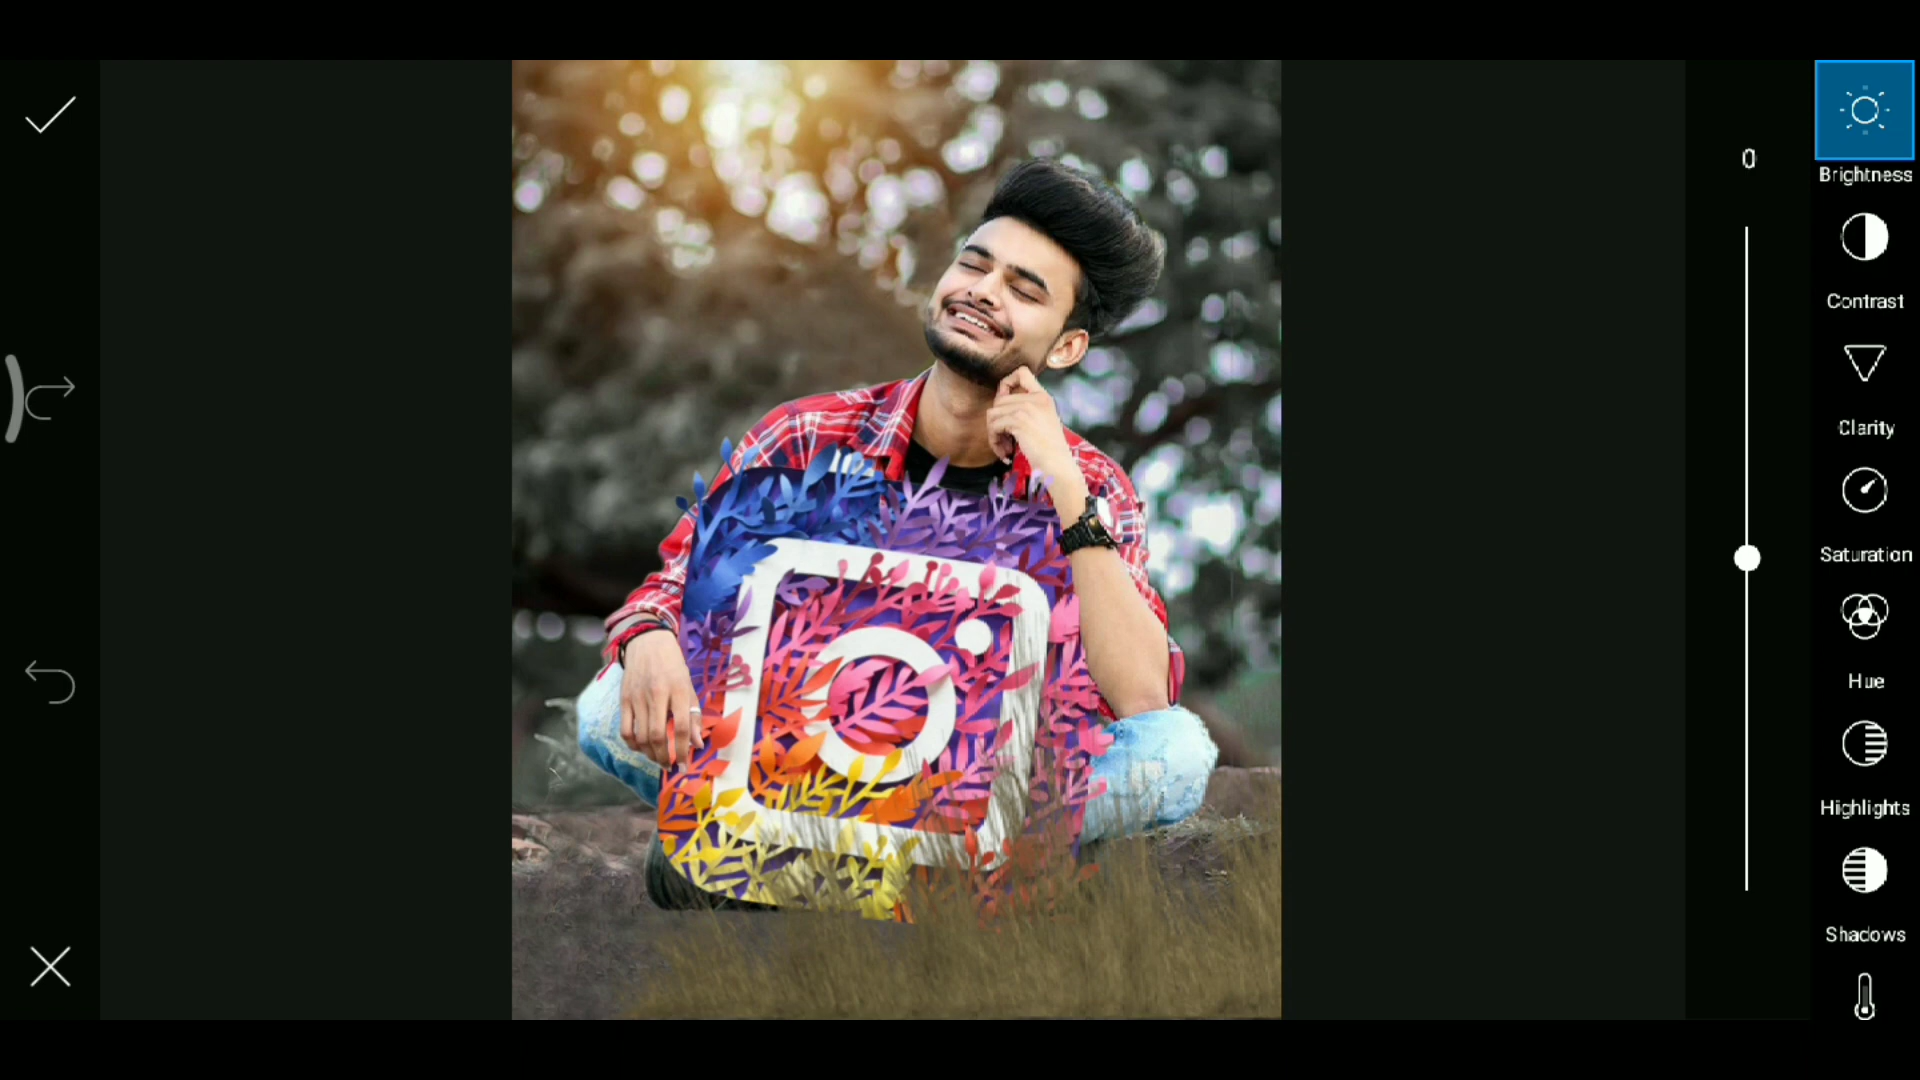 0
Brightness
Contrast
Clarity
Saturation
Hue
Highlights
Shadows